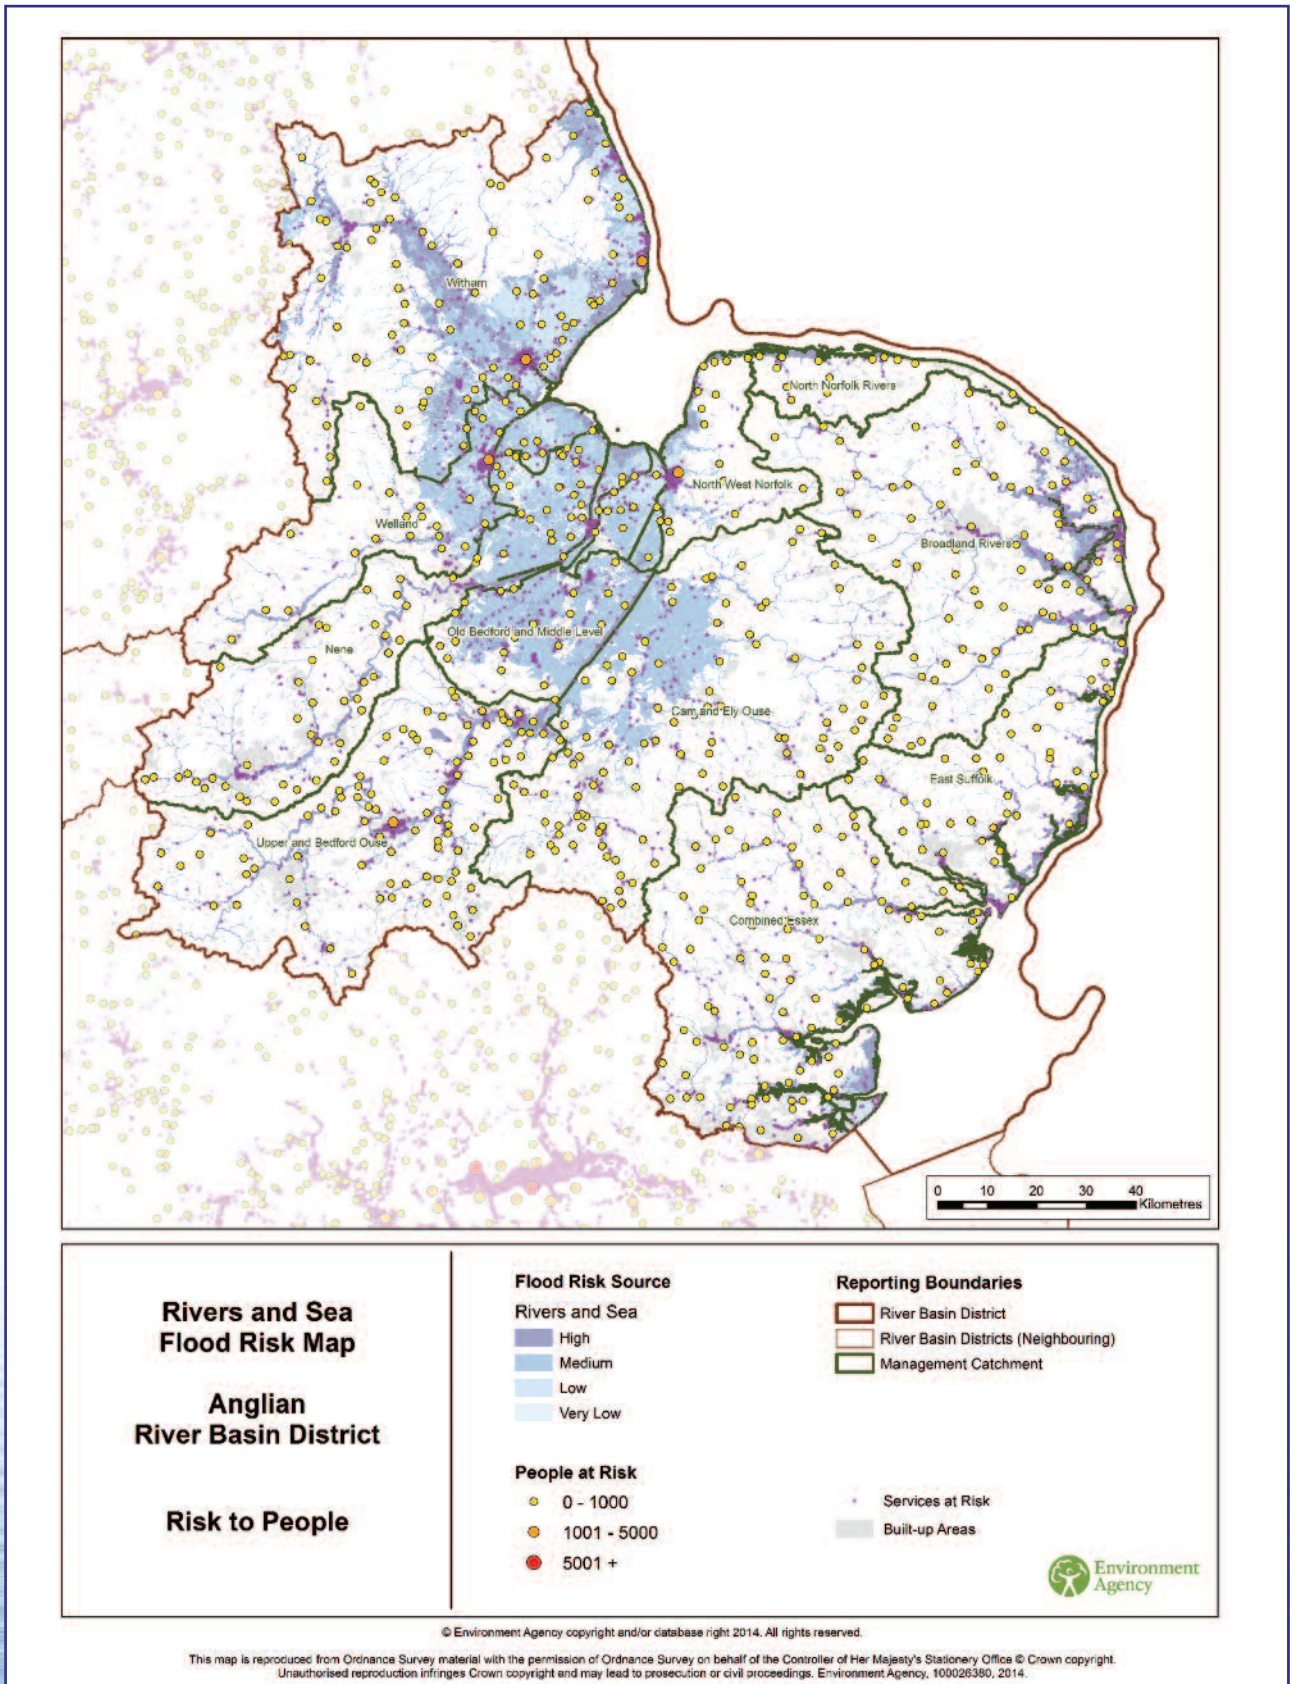 Witham
North Norfolk Rivers
North West Norfolk
Welland
Broadland Rivers
Old Bedford and Middle Level
Nene
Cam and Ely Ouse
East Suffolk
Upper and Bedford Ouse
Combined Essex
0 10 20 30 40
Kilometres
Rivers and Sea
Flood Risk Map
Anglian
River Basin District
Risk to People
Flood Risk Source
Rivers and Sea
High
Medium
Low
Very Low
People at Risk
0 - 1000
1001 - 5000
5001 +
Reporting Boundaries
River Basin District
River Basin Districts (Neighbouring)
Management Catchment
Services at Risk
Built-up Areas
Environment
Agency
© Environment Agency copyright and/or database right 2014. All rights reserved.
This map is reproduced from Ordnance Survey material with the permission of Ordnance Survey on behalf of the Controller of Her Majesty's Stationery Office © Crown copyright.
Unauthorised reproduction infringes Crown copyright and may lead to prosecution or civil proceedings. Environment Agency, 100026380, 2014.